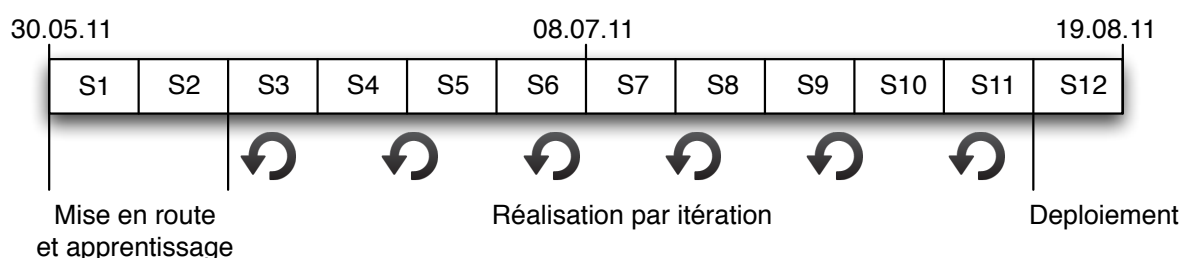 30.05.11 08.07.11 19.08.11
S1 S2 S3 S4 S5 S6 S7 S8 S9 S10 S11 S12
Mise en route
et apprentissage
Réalisation par itération
Deploiement